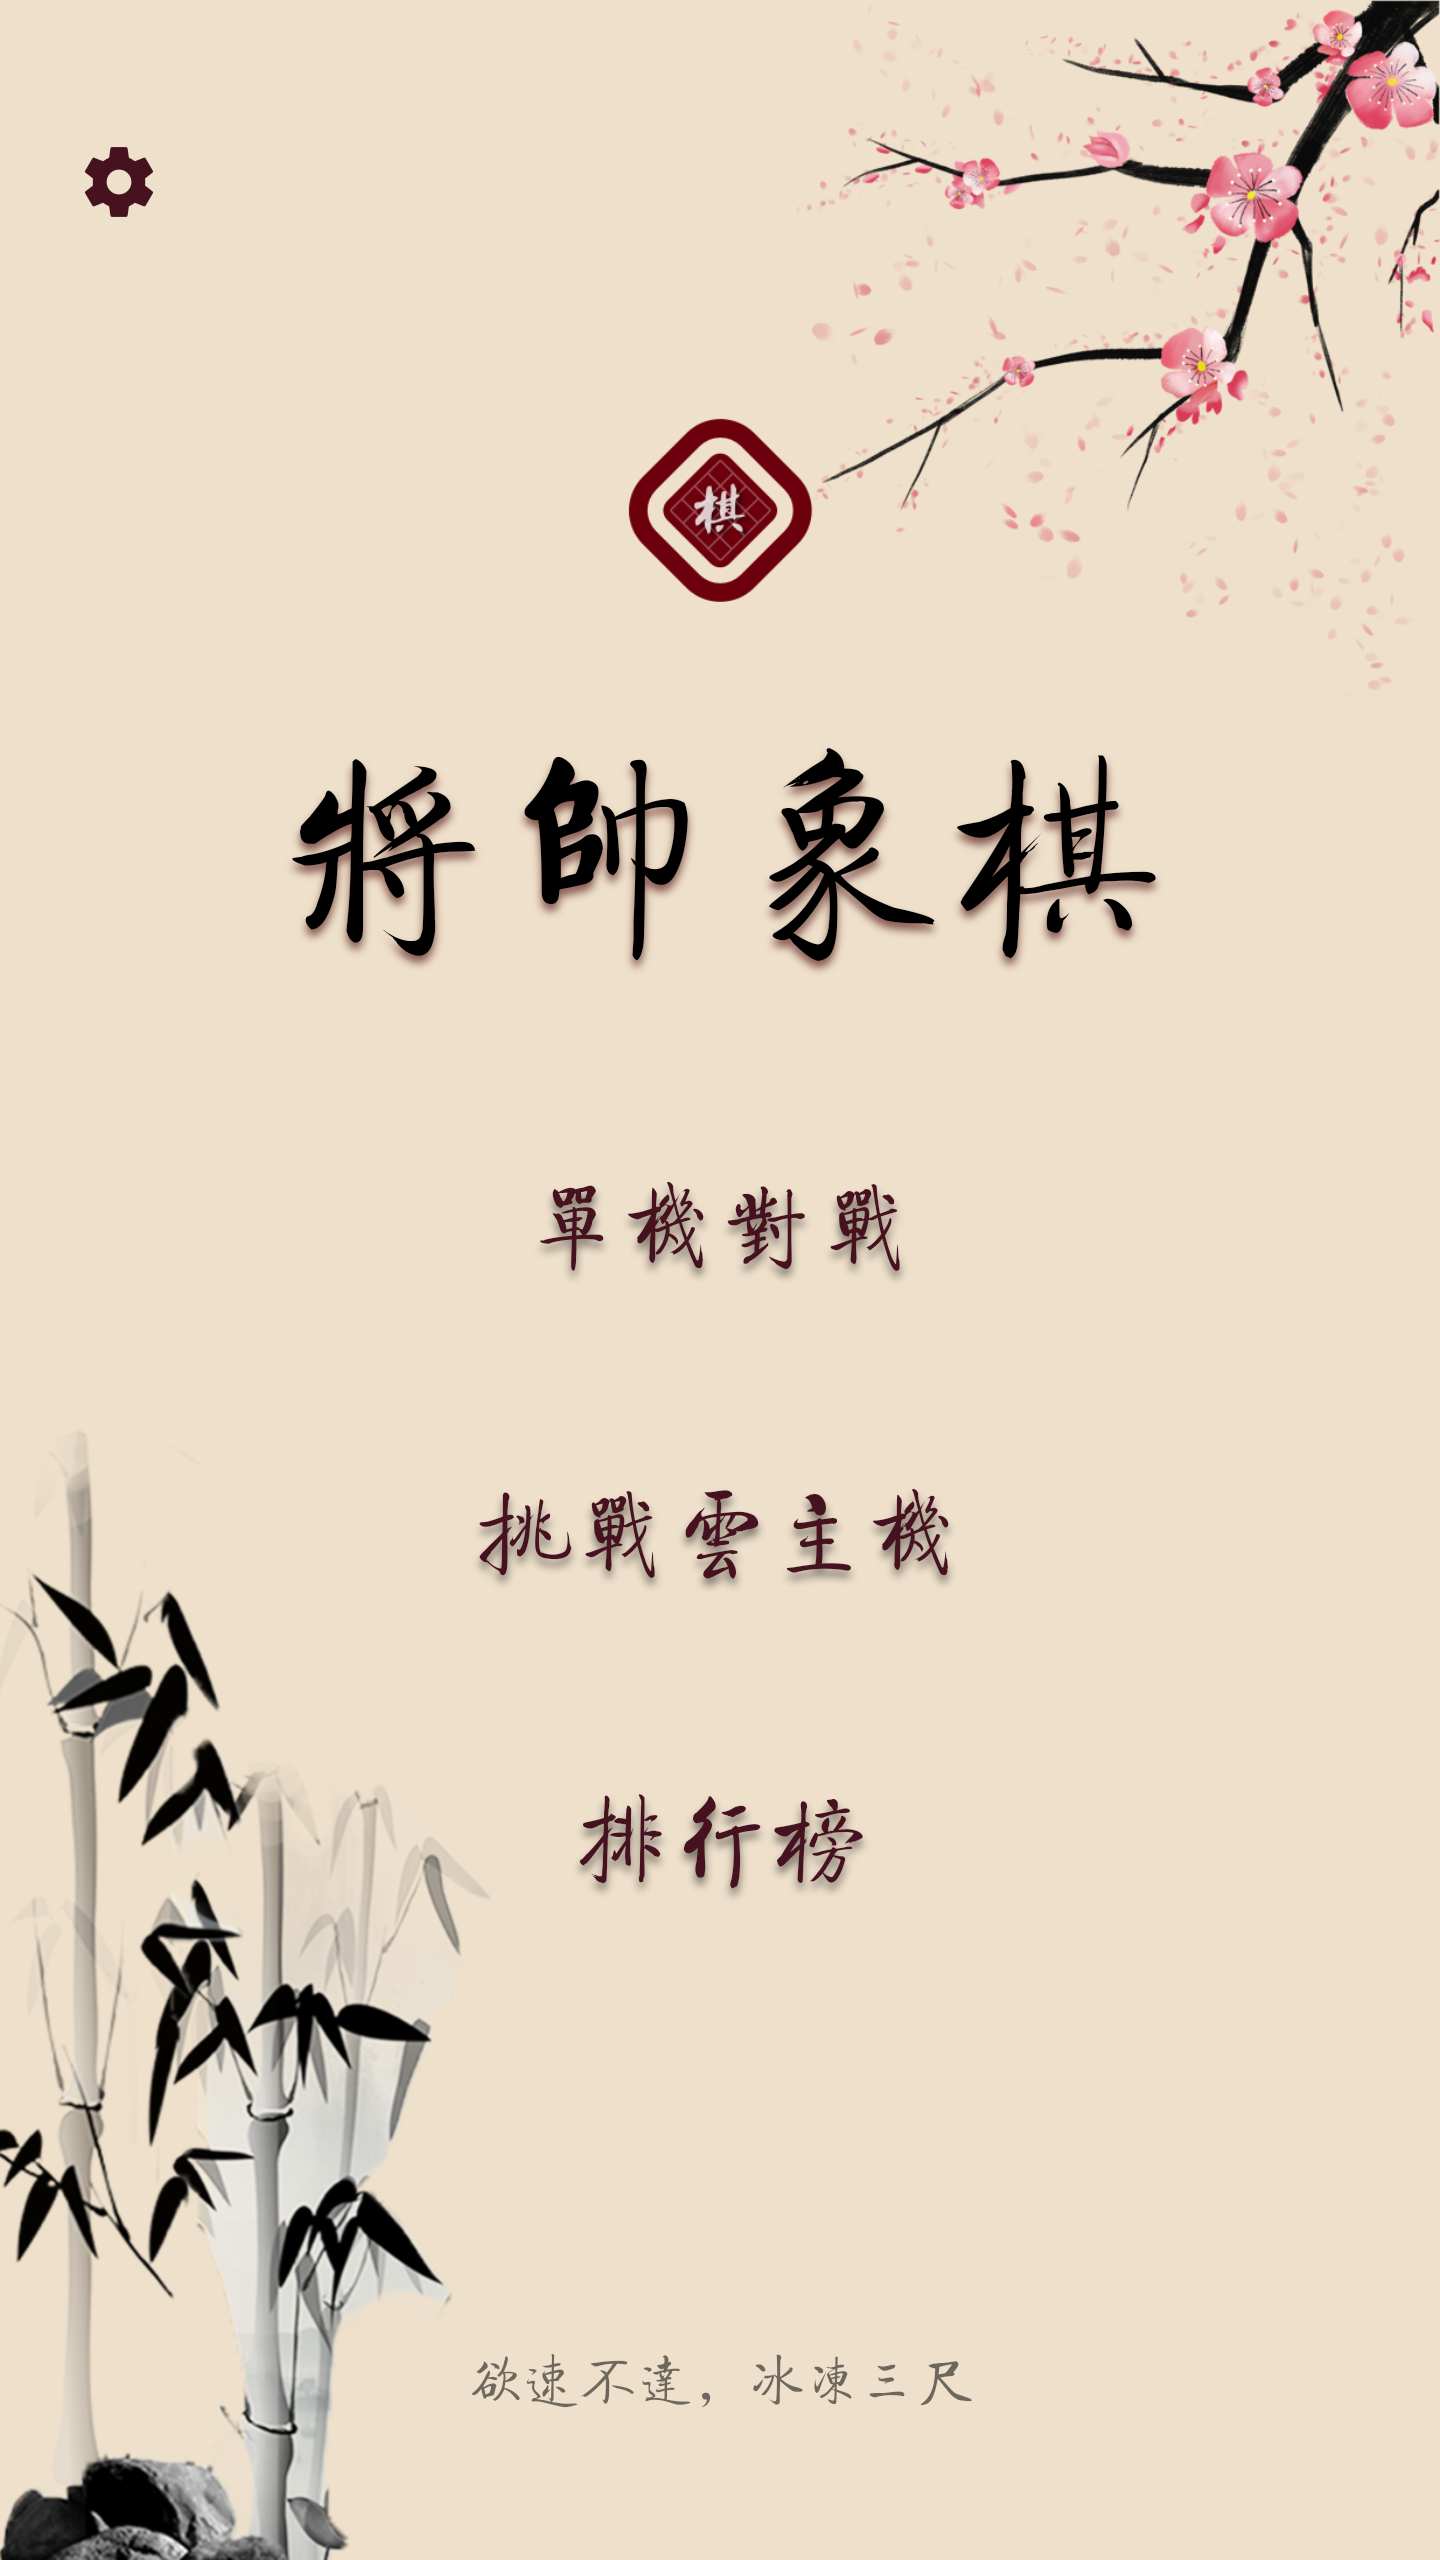 棋
將帥象棋
單機對戰
挑戰雲主機
排行榜
欲速不達，冰凍三尺